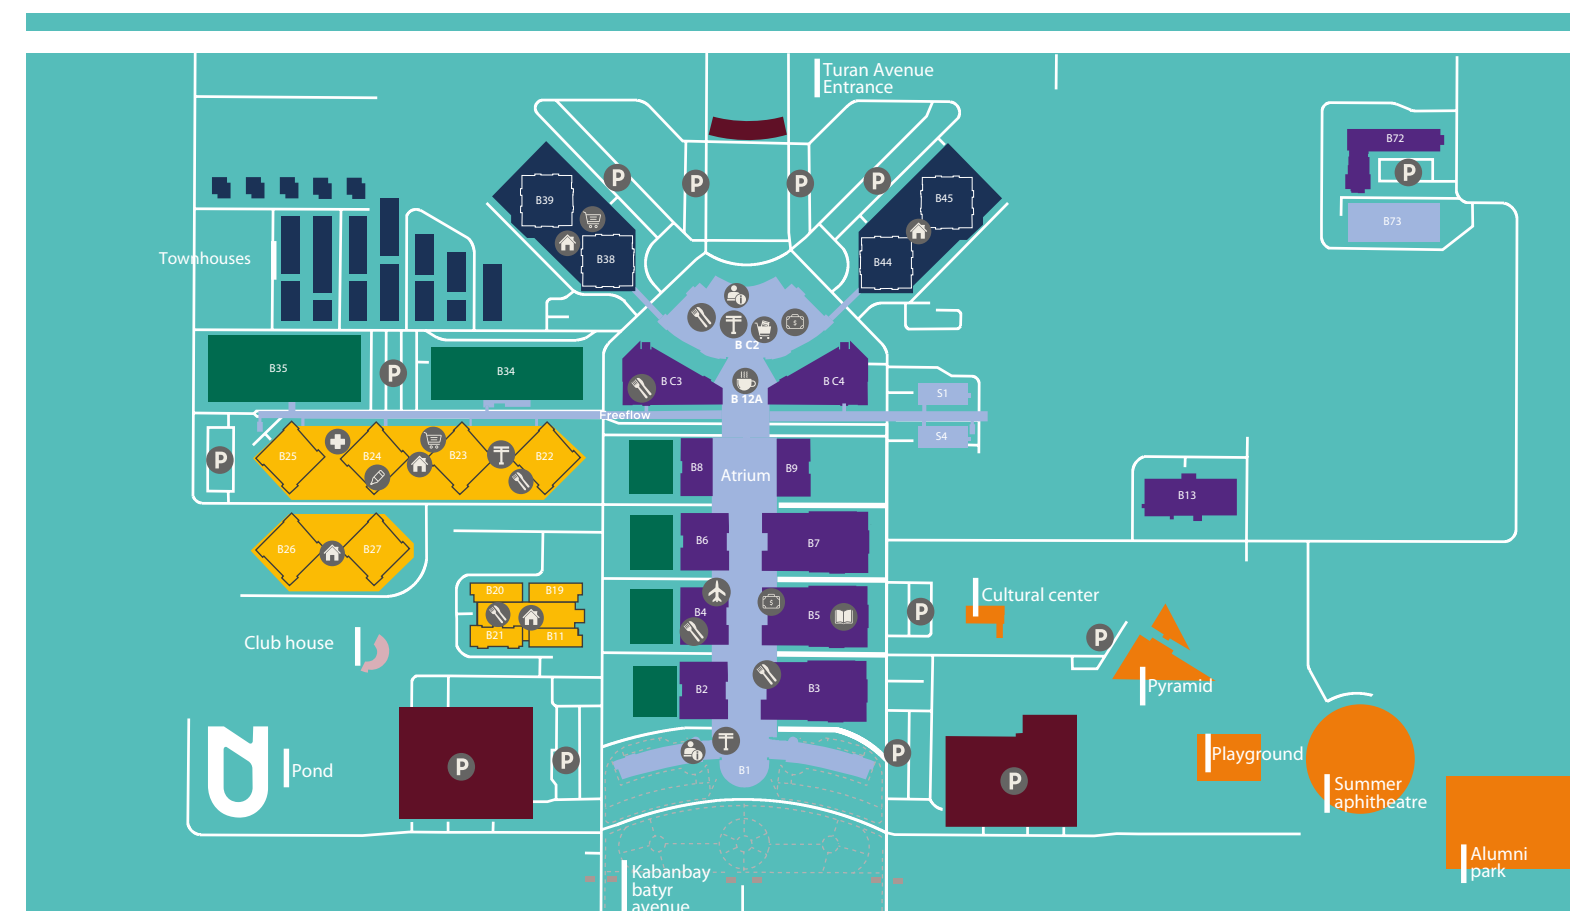 Turan Avenue
Entrance
P
P
P
P
B72
P
B39
B45
B73
Townhouses
B38
B44
B C2
B35
P
B34
B C3
B C4
B 12A
S1
Freeflow
S4
B25
B24
B23
B22
P
B8
Atrium
B9
B13
B26
B27
B6
B7
B20
B19
Cultural center
P
B4
B5
B21
B11
P
Club house
B2
B3
Pyramid
Pond
P
P
B1
P
P
Playground
Summer
aphitheatre
Alumni
park
Kabanbay
batyr
avenue